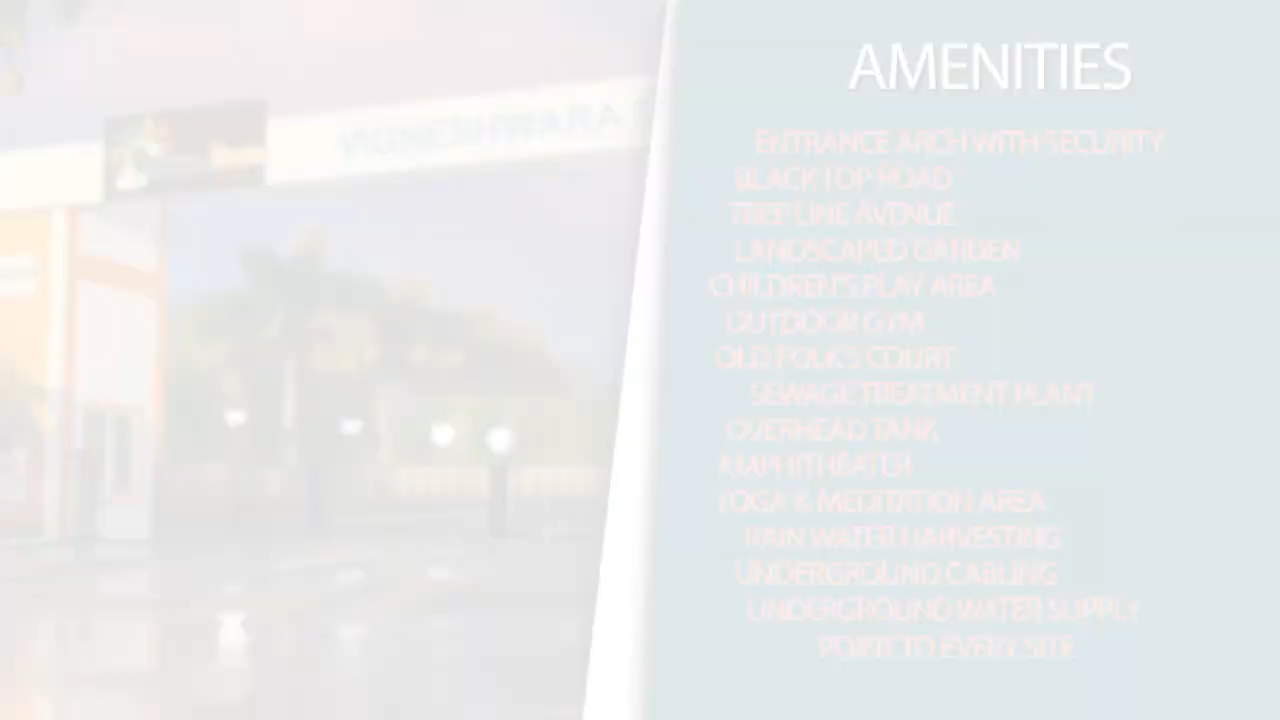 VIGHNESHWARA
AMENITIES
ENTRANCE ARCH WITH SECURITY
BLACK TOP ROAD
TREE LINE AVENUE
LANDSCAPED GARDEN
CHILDREN'S PLAY AREA
OUTDOOR GYM
OLD FOLK'S COURT
SEWAGE TREATMENT PLANT
OVERHEAD TANK
AMPHITHEATER
YOGA & MEDITATION AREA
RAIN WATER HARVESTING
UNDERGROUND CABLING
UNDERGROUND WATER SUPPLY
POINT TO EVERY SITE